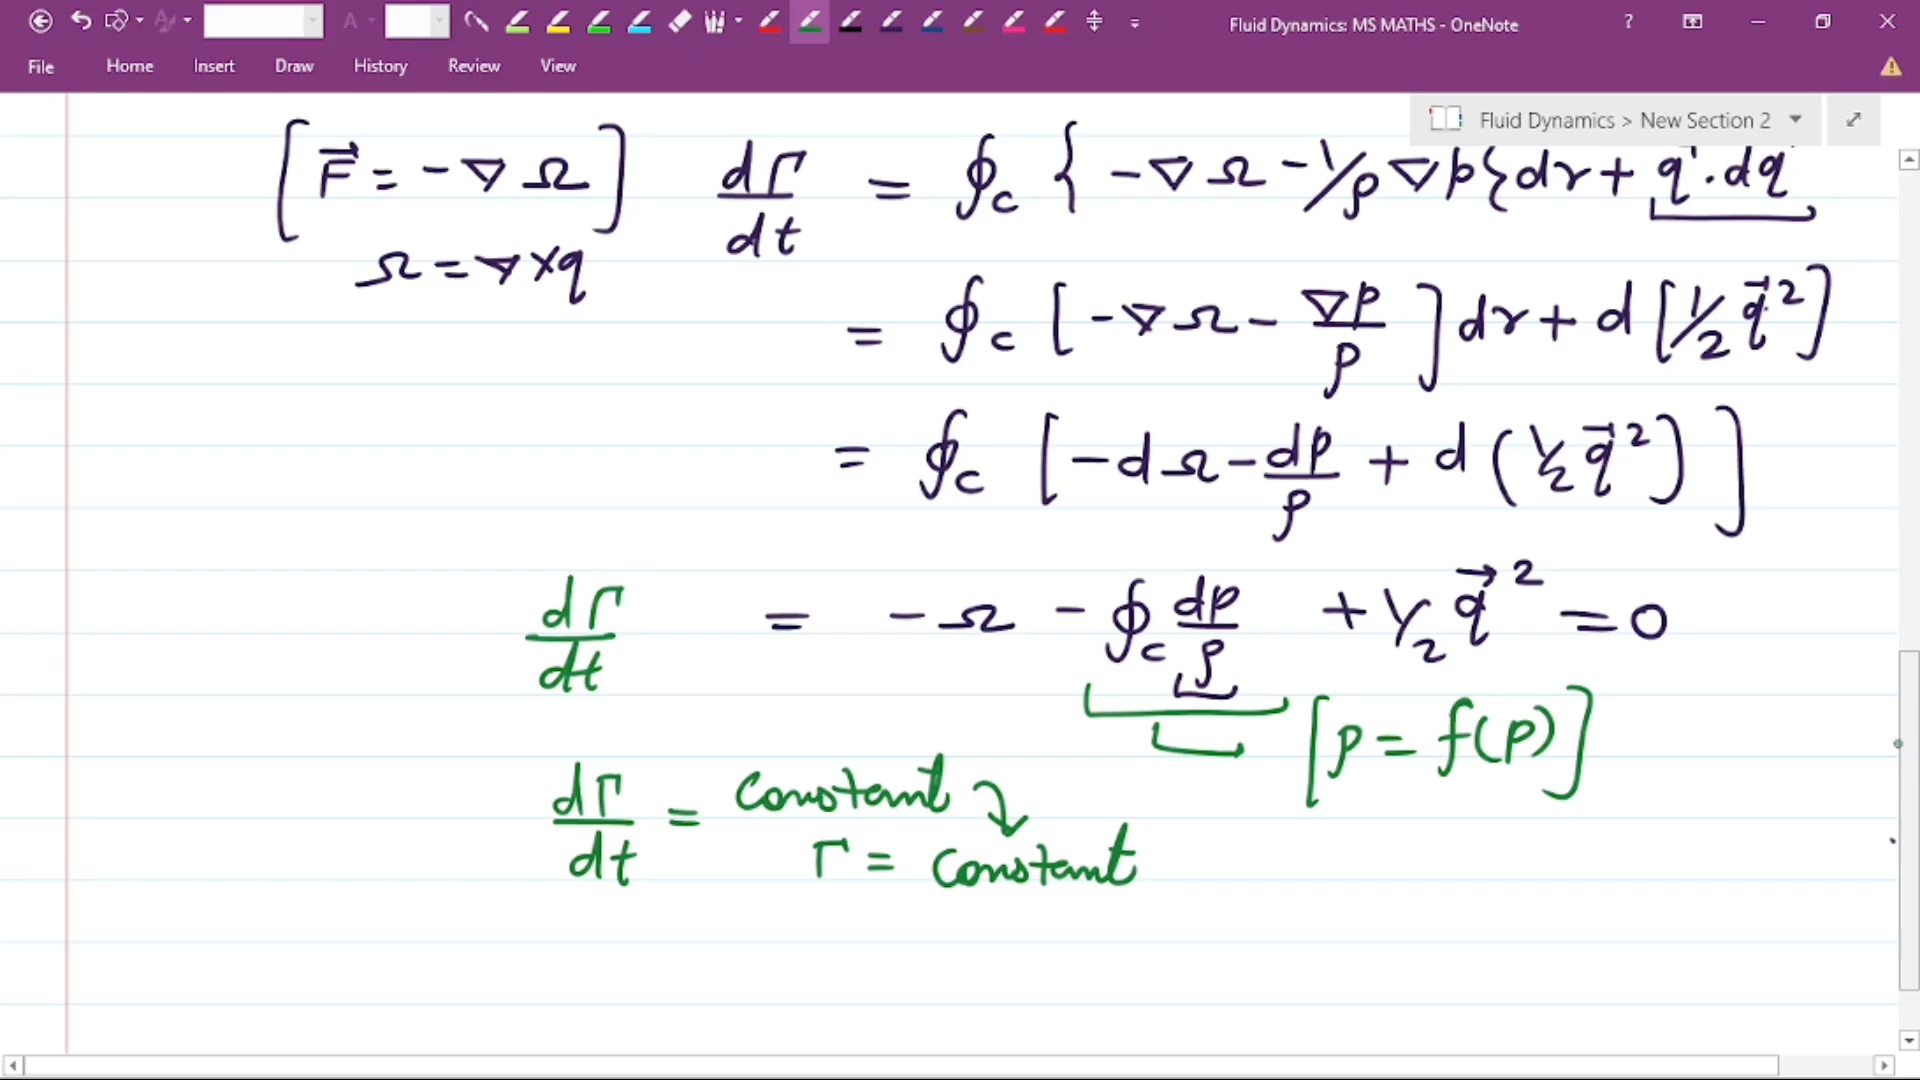 Fluid Dynamics: MS MATHS - OneNote ?
File Home Insert Draw History Review View
Fluid Dynamics > New Section 2
[F⃗ = -∇Ω] dΓ/dt = ∮c {-∇Ω - 1/ρ ∇p} dr + q⃗.dq⃗
Ω = ∇×q
= ∮c [-∇Ω - ∇p/ρ] dr + d[1/2 q⃗²]
= ∮c [-dΩ - dp/ρ + d(1/2 q⃗²)]
dΓ/dt = -Ω - ∮c dp/ρ + 1/2 q⃗² = 0
[ρ = f(p)]
dΓ/dt = Constant
Γ = Constant